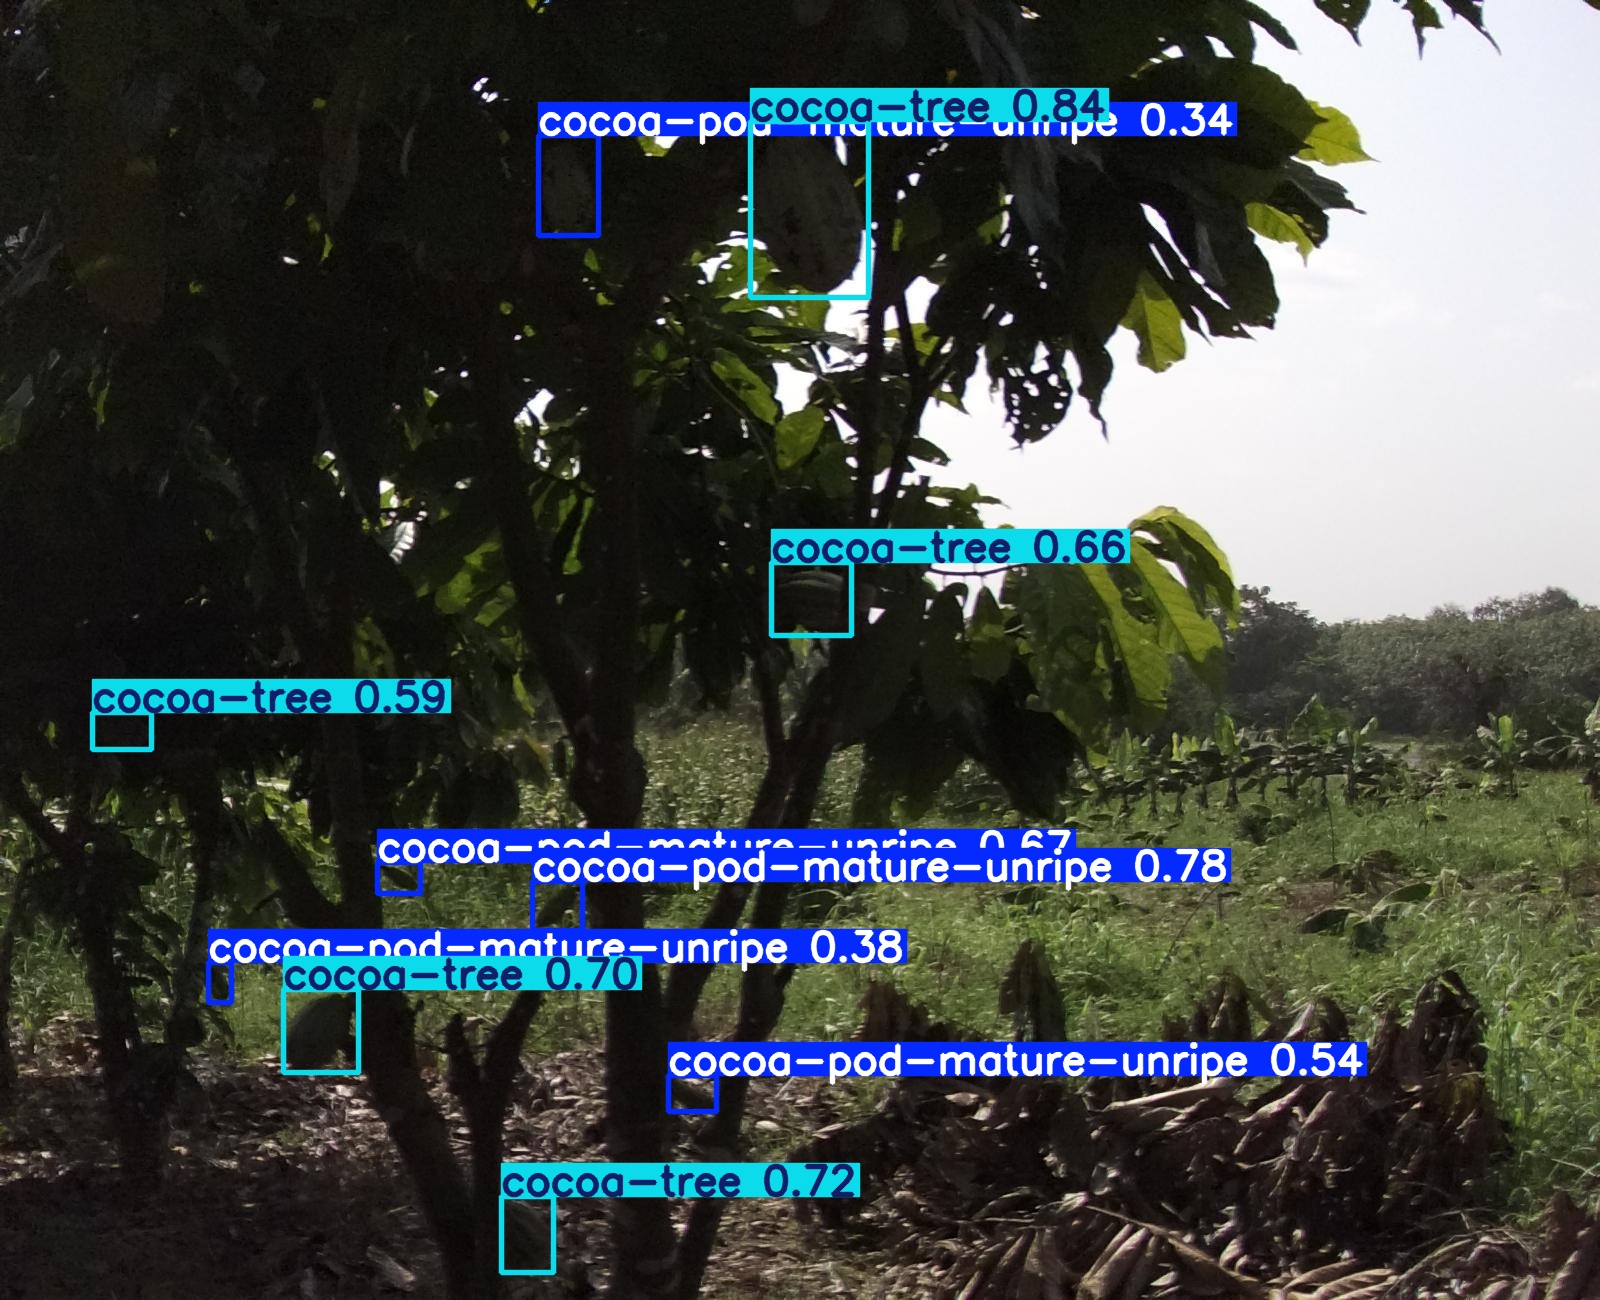 cocoa-tree 0.84
cocoa-pod-mature-unripe 0.34
cocoa-tree 0.66
cocoa-tree 0.59
cocoa-pod-mature-unripe 0.67
cocoa-pod-mature-unripe 0.78
cocoa-pod-mature-unripe 0.38
cocoa-tree 0.70
cocoa-pod-mature-unripe 0.54
cocoa-tree 0.72